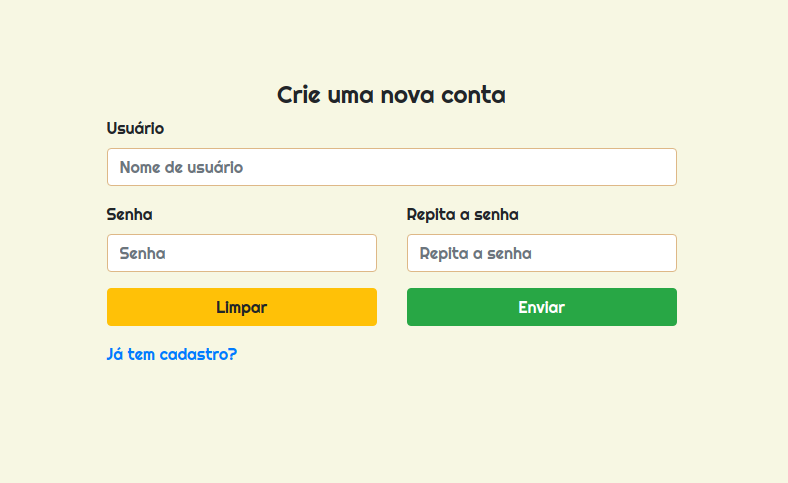 Crie uma nova conta
Usuário
Nome de usuário
Senha
Repita a senha
Senha
Repita a senha
Limpar
Enviar
Já tem cadastro?